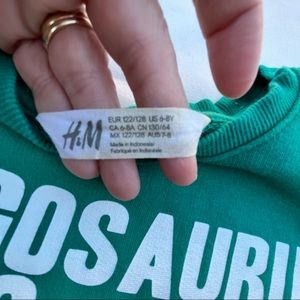 H&M
EUR 122/128 US 6-8Y
CA 6-8A CN 130/64
MX 122/128 AUS 7-8
Made in Indonesia
Fabriqué en Indonésie
GOSAURU